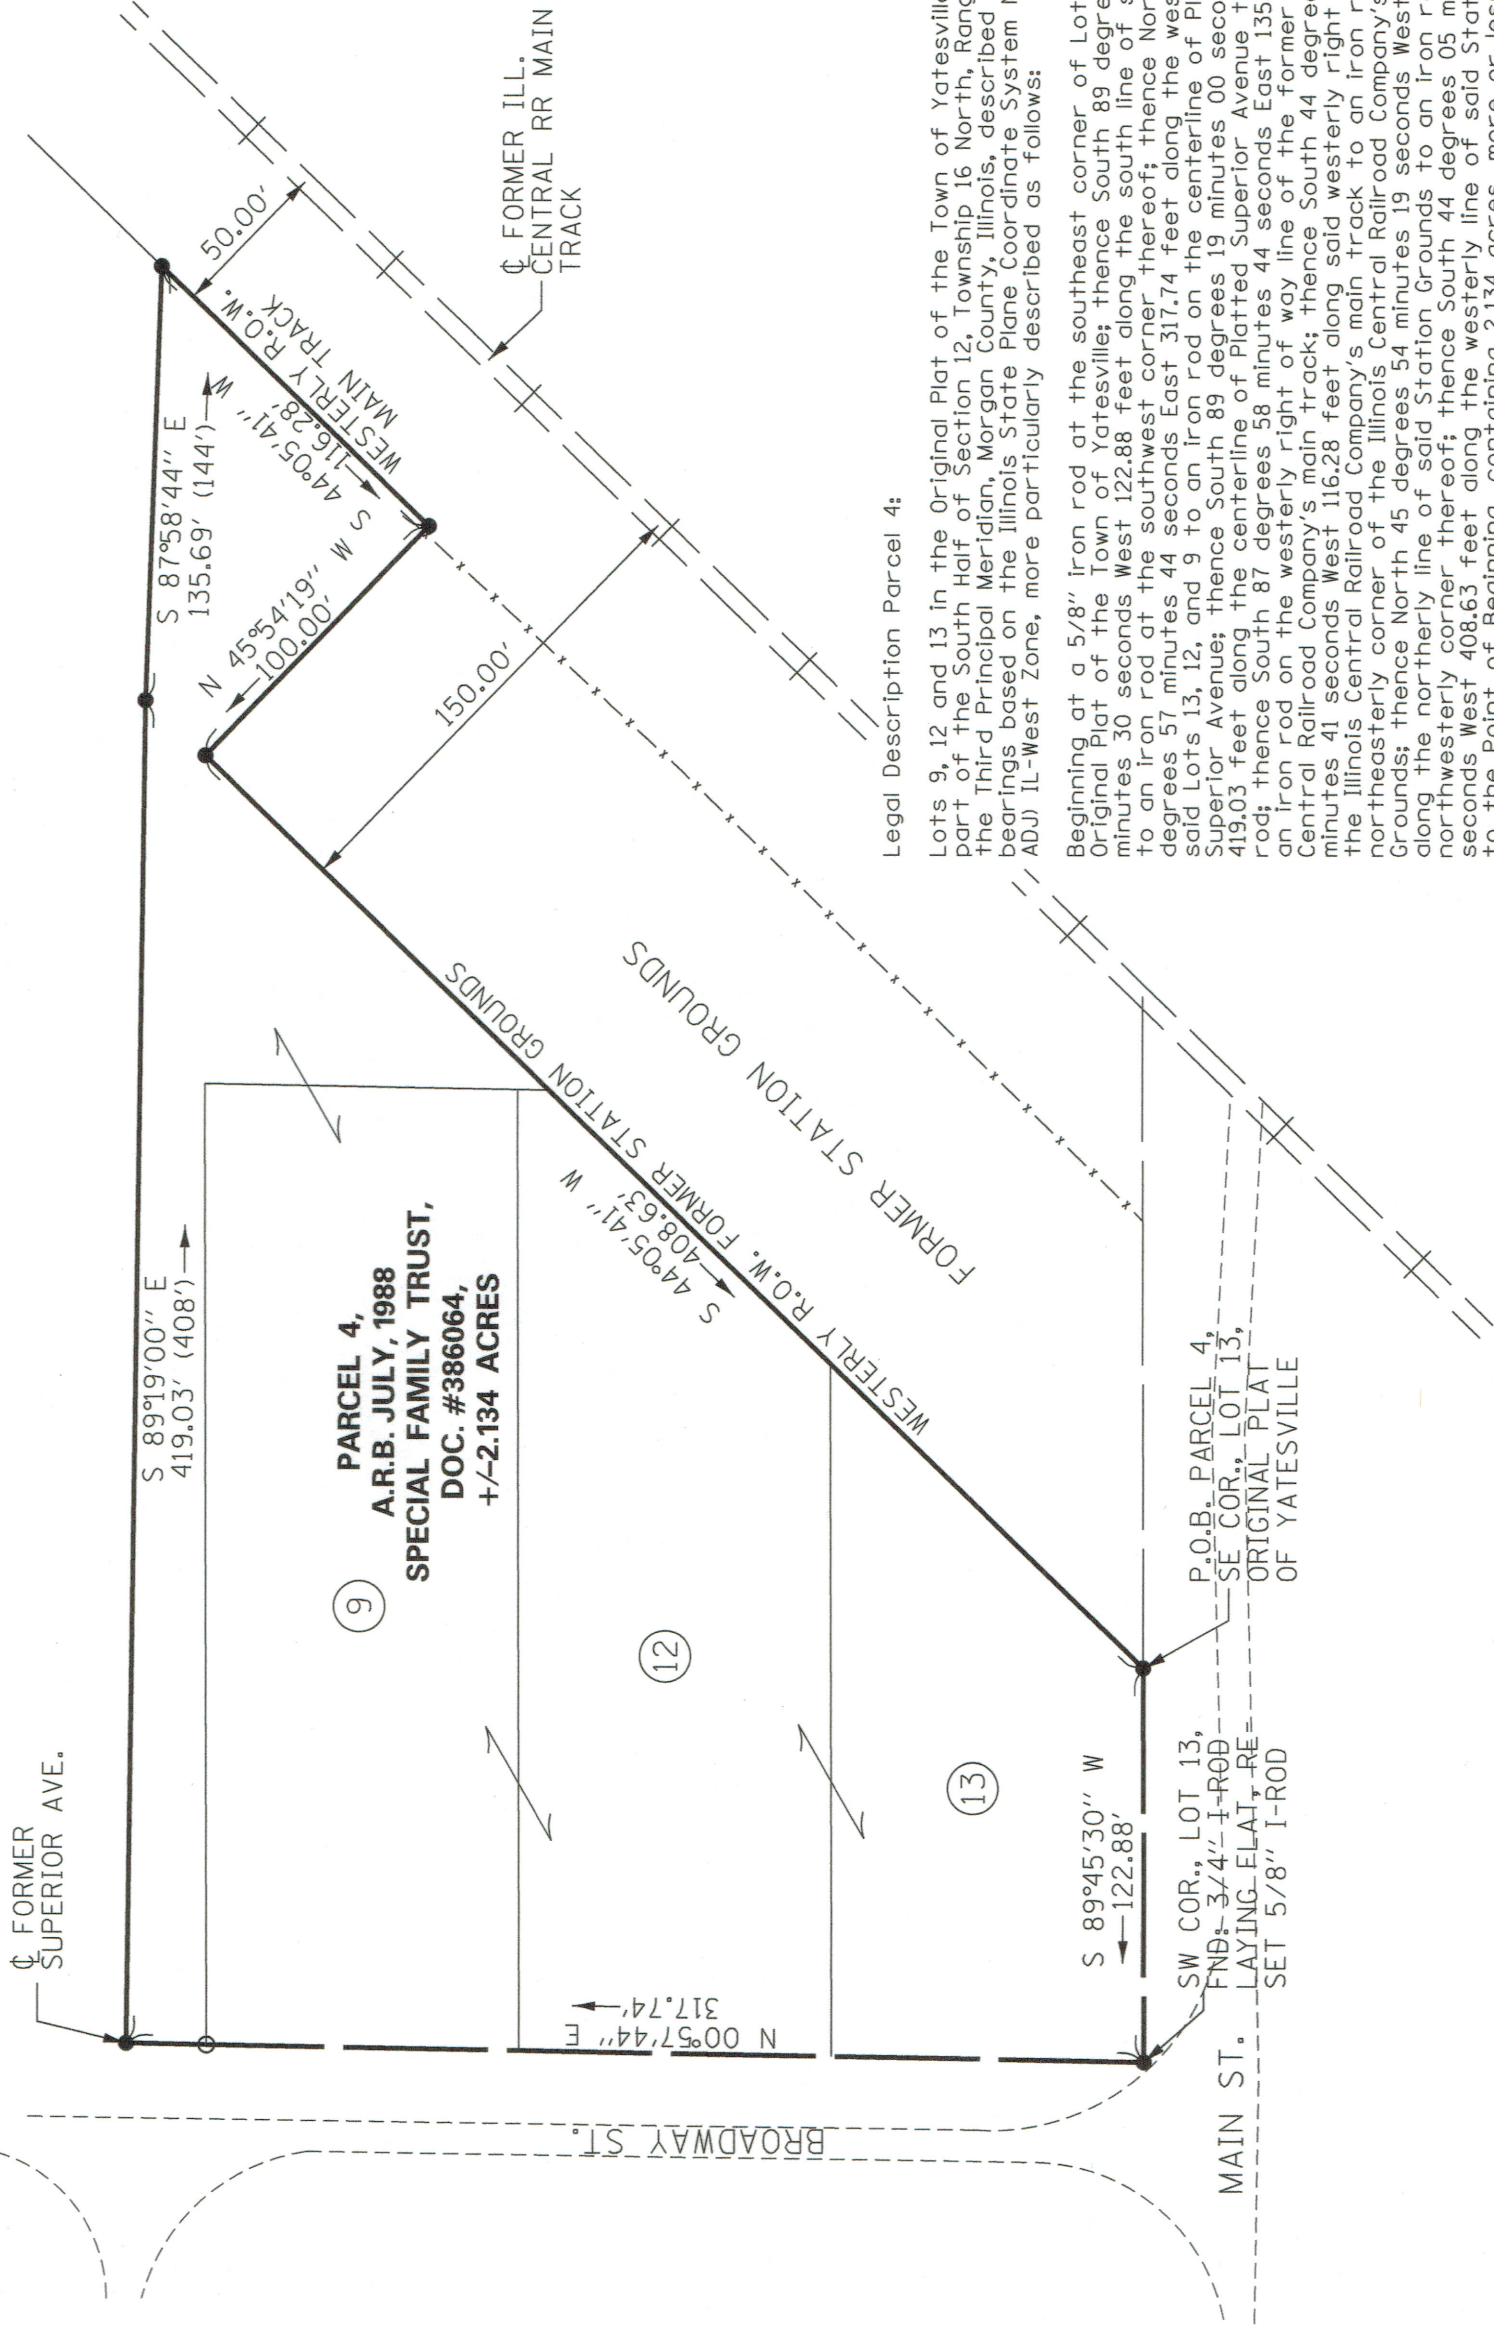 ℄ FORMER
SUPERIOR AVE.
S 89°19'00'' E
419.03' (408')
S 87°58'44'' E
135.69' (144')
50.00'
WESTERLY R.O.W.
MAIN TRACK
S 44°05'41'' W
116.28'
N 45°54'19'' W
100.00'
150.00'
℄ FORMER ILL.
CENTRAL RR MAIN
TRACK
PARCEL 4,
A.R.B. JULY, 1988
SPECIAL FAMILY TRUST,
DOC. #386064,
+/-2.134 ACRES
9
12
13
S 44°05'41'' W
408.63'
WESTERLY R.O.W. FORMER STATION GROUNDS
FORMER STATION GROUNDS
N 00°57'44'' E
317.74'
BROADWAY ST.
S 89°45'30'' W
122.88'
SW COR., LOT 13,
FND: 3/4'' I-ROD
LAYING FLAT, RE-
SET 5/8'' I-ROD
MAIN ST.
P.O.B. PARCEL 4,
SE COR., LOT 13,
ORIGINAL PLAT
OF YATESVILLE
Legal Description Parcel 4:
Lots 9, 12 and 13 in the Original Plat of the Town of Yatesville
part of the South Half of Section 12, Township 16 North, Rang
the Third Principal Meridian, Morgan County, Illinois, described
bearings based on the Illinois State Plane Coordinate System
ADJ) IL-West Zone, more particularly described as follows:
Beginning at a 5/8'' iron rod at the southeast corner of Lot
Original Plat of the Town of Yatesville; thence South 89 degre
minutes 30 seconds West 122.88 feet along the south line of s
to an iron rod at the southwest corner thereof; thence Nor
degrees 57 minutes 44 seconds East 317.74 feet along the wes
said Lots 13, 12, and 9 to an iron rod on the centerline of Pl
Superior Avenue; thence South 89 degrees 19 minutes 00 seco
419.03 feet along the centerline of Platted Superior Avenue t
rod; thence South 87 degrees 58 minutes 44 seconds East 135
an iron rod on the westerly right of way line of the former
Central Railroad Company's main track; thence South 44 degree
minutes 41 seconds West 116.28 feet along said westerly right
the Illinois Central Railroad Company's main track to an iron r
northeasterly corner of the Illinois Central Railroad Company's
Grounds; thence North 45 degrees 54 minutes 19 seconds West
along the northerly line of said Station Grounds to an iron r
northwesterly corner thereof; thence South 44 degrees 05 m
seconds West 408.63 feet along the westerly line of said Stat
to the Point of Beginning, containing 2.134 acres, more or less